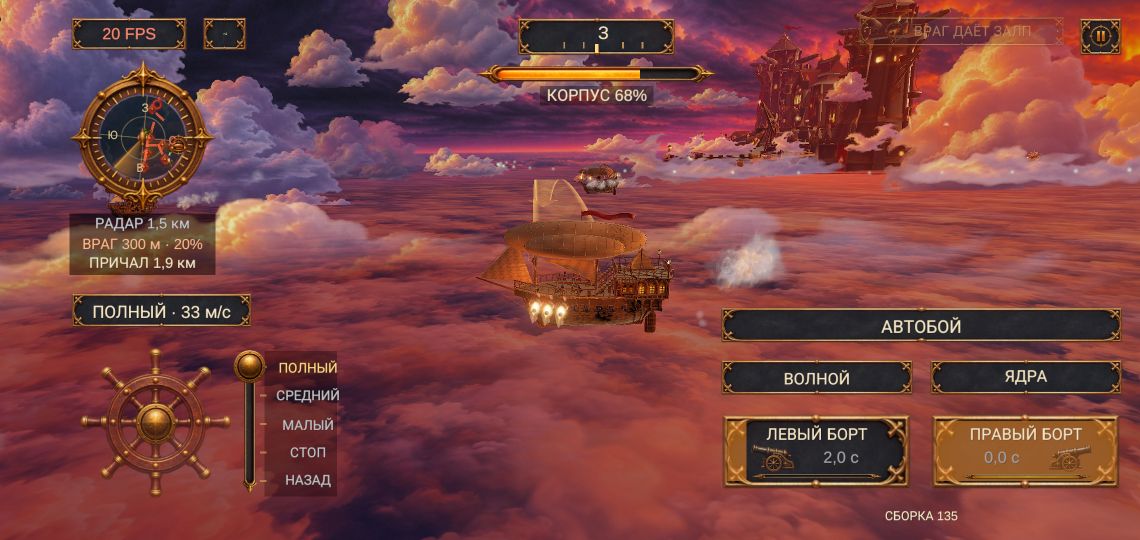 20 FPS
3
ВРАГ ДАЁТ ЗАЛП
КОРПУС 68%
З
Ю
В
РАДАР 1,5 км
ВРАГ 300 м · 20%
ПРИЧАЛ 1,9 км
ПОЛНЫЙ · 33 м/с
АВТОБОЙ
ПОЛНЫЙ
СРЕДНИЙ
МАЛЫЙ
СТОП
НАЗАД
ВОЛНОЙ
ЯДРА
ЛЕВЫЙ БОРТ
2,0 с
ПРАВЫЙ БОРТ
0,0 с
СБОРКА 135